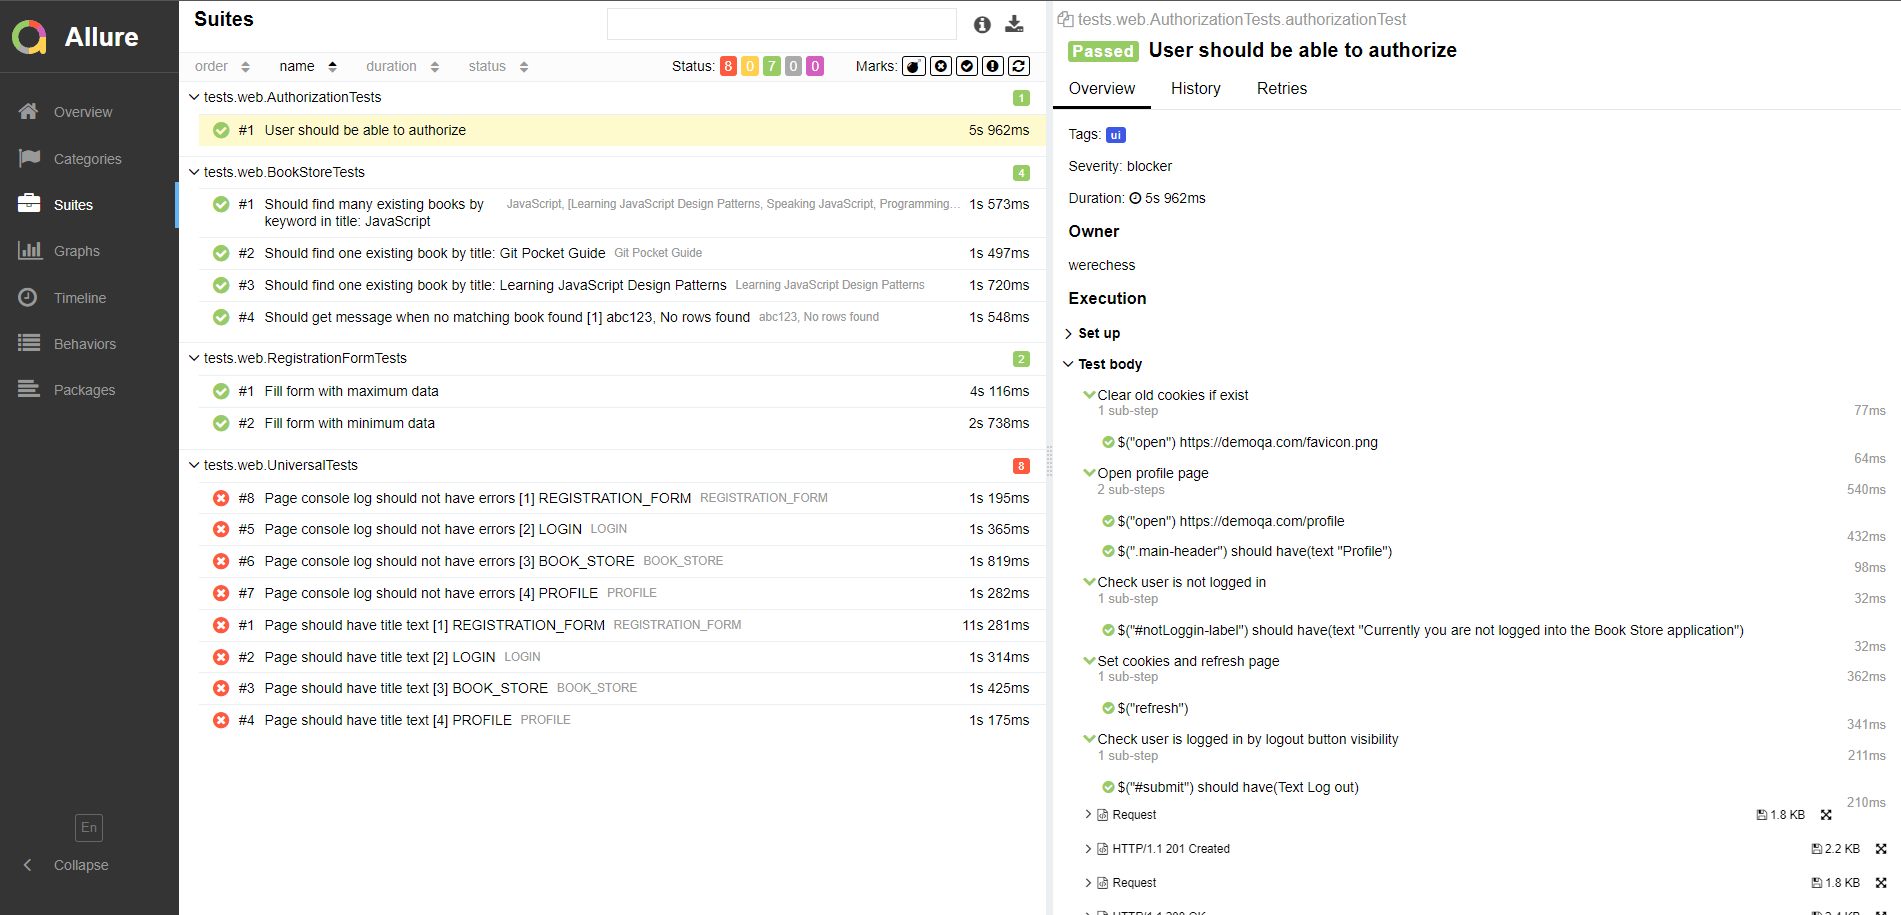 Allure
Overview
Categories
Suites
Graphs
Timeline
Behaviors
Packages
En
Collapse
Suites
order name duration status Status: 8 0 7 0 0 Marks:
tests.web.AuthorizationTests 1
#1 User should be able to authorize 5s 962ms
tests.web.BookStoreTests 4
#1 Should find many existing books by JavaScript, [Learning JavaScript Design Patterns, Speaking JavaScript, Programming… 1s 573ms
keyword in title: JavaScript
#2 Should find one existing book by title: Git Pocket Guide Git Pocket Guide 1s 497ms
#3 Should find one existing book by title: Learning JavaScript Design Patterns Learning JavaScript Design Patterns 1s 720ms
#4 Should get message when no matching book found [1] abc123, No rows found abc123, No rows found 1s 548ms
tests.web.RegistrationFormTests 2
#1 Fill form with maximum data 4s 116ms
#2 Fill form with minimum data 2s 738ms
tests.web.UniversalTests 8
#8 Page console log should not have errors [1] REGISTRATION_FORM REGISTRATION_FORM 1s 195ms
#5 Page console log should not have errors [2] LOGIN LOGIN 1s 365ms
#6 Page console log should not have errors [3] BOOK_STORE BOOK_STORE 1s 819ms
#7 Page console log should not have errors [4] PROFILE PROFILE 1s 282ms
#1 Page should have title text [1] REGISTRATION_FORM REGISTRATION_FORM 11s 281ms
#2 Page should have title text [2] LOGIN LOGIN 1s 314ms
#3 Page should have title text [3] BOOK_STORE BOOK_STORE 1s 425ms
#4 Page should have title text [4] PROFILE PROFILE 1s 175ms
tests.web.AuthorizationTests.authorizationTest
Passed User should be able to authorize
Overview History Retries
Tags: ui
Severity: blocker
Duration: 5s 962ms
Owner
werechess
Execution
Set up
Test body
Clear old cookies if exist
1 sub-step 77ms
$("open") https://demoqa.com/favicon.png
64ms
Open profile page
2 sub-steps 540ms
$("open") https://demoqa.com/profile
432ms
$(".main-header") should have(text "Profile")
98ms
Check user is not logged in
1 sub-step 32ms
$("#notLoggin-label") should have(text "Currently you are not logged into the Book Store application")
32ms
Set cookies and refresh page
1 sub-step 362ms
$("refresh")
341ms
Check user is logged in by logout button visibility
1 sub-step 211ms
$("#submit") should have(Text Log out)
210ms
Request 1.8 KB
HTTP/1.1 201 Created 2.2 KB
Request 1.8 KB